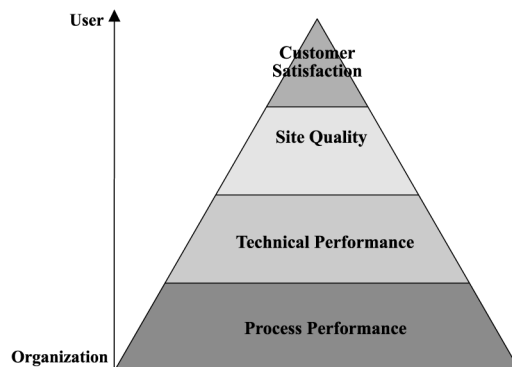 User
Customer
Satisfaction
Site Quality
Technical Performance
Process Performance
Organization